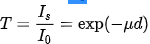 T = I_s / I_0 = exp(−μd)